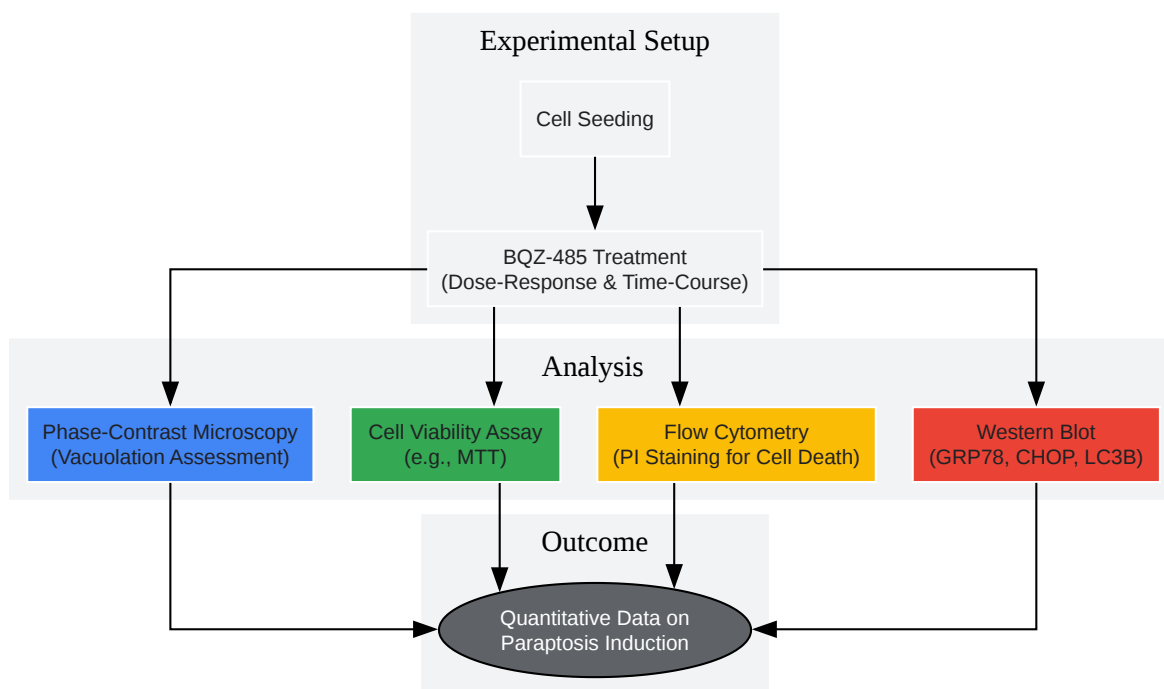 Experimental Setup
Cell Seeding
BQZ-485 Treatment
(Dose-Response & Time-Course)
Analysis
Phase-Contrast Microscopy
(Vacuolation Assessment)
Cell Viability Assay
(e.g., MTT)
Flow Cytometry
(PI Staining for Cell Death)
Western Blot
(GRP78, CHOP, LC3B)
Outcome
Quantitative Data on
Paraptosis Induction